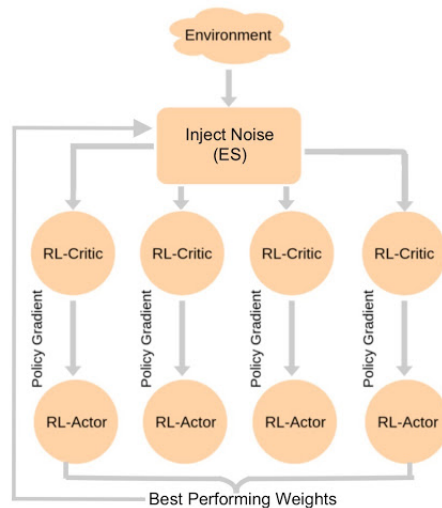 Environment
Inject Noise
(ES)
RL-Critic
RL-Critic
RL-Critic
RL-Critic
Policy Gradient
Policy Gradient
Policy Gradient
Policy Gradient
RL-Actor
RL-Actor
RL-Actor
RL-Actor
Best Performing Weights